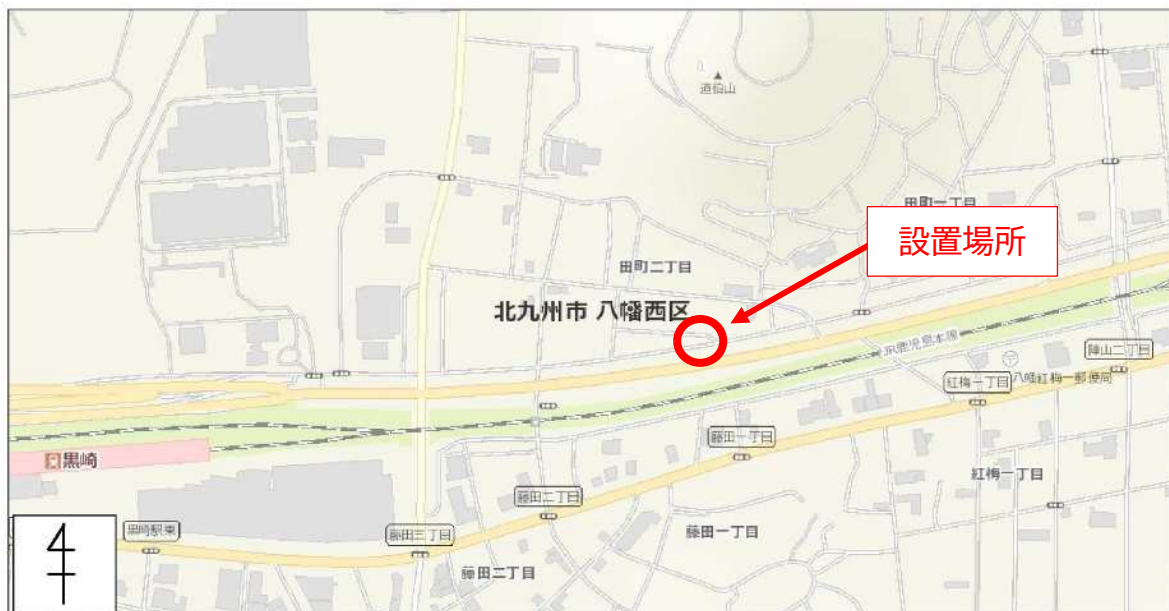 道伯山
田町一丁目
設置場所
田町二丁目
北九州市 八幡西区
JR鹿児島本線
陣山二丁目
紅梅一丁目
八幡紅梅一郵便局
黒崎
藤田一丁目
紅梅一丁目
藤田二丁目
黒崎駅東
藤田三丁目
藤田一丁目
藤田二丁目